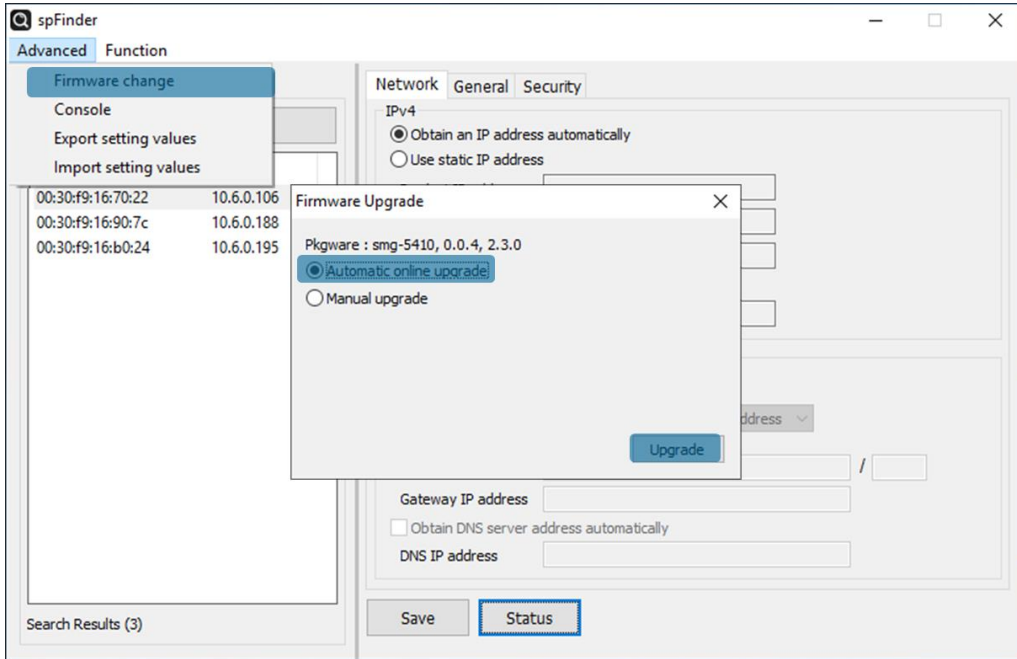 spFinder
Advanced Function
Firmware change
Console
Export setting values
Import setting values
00:30:f9:16:70:22 10.6.0.106
00:30:f9:16:90:7c 10.6.0.188
00:30:f9:16:b0:24 10.6.0.195
Search Results (3)
Network General Security
IPv4
Obtain an IP address automatically
Use static IP address
Firmware Upgrade
Pkgware : smg-5410, 0.0.4, 2.3.0
Automatic online upgrade
Manual upgrade
Upgrade
ddress
/
Gateway IP address
Obtain DNS server address automatically
DNS IP address
Save Status